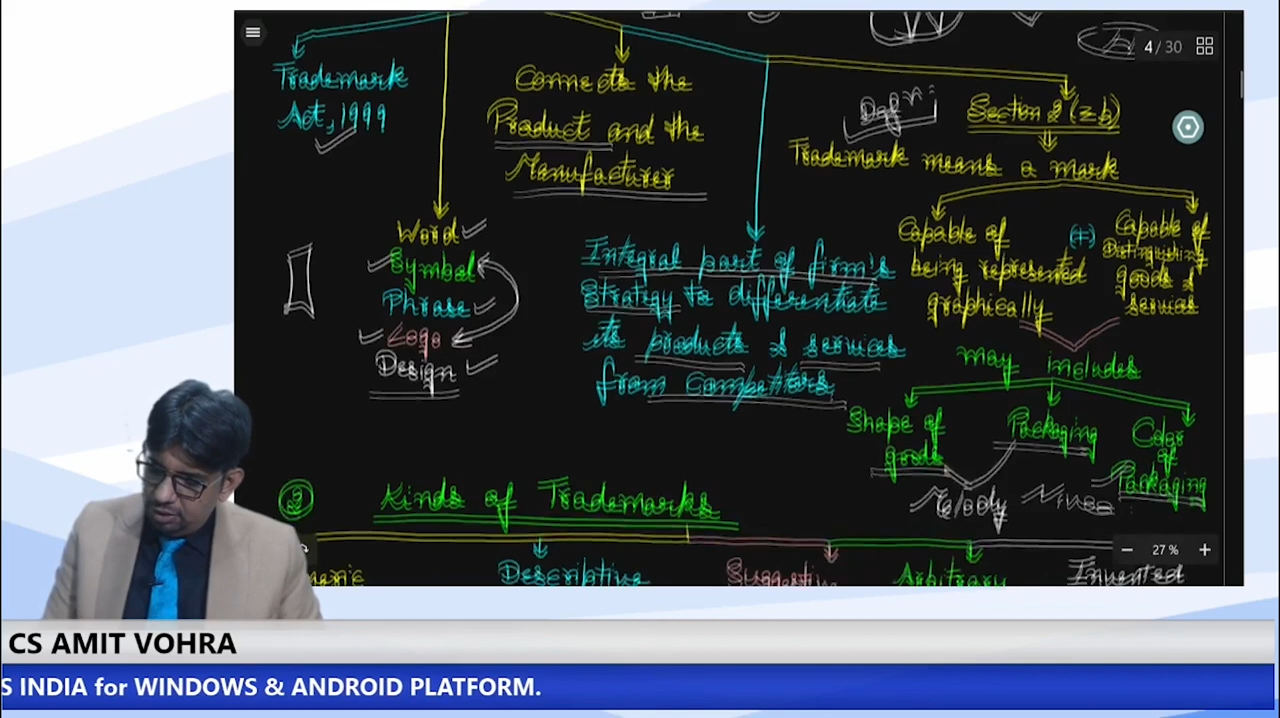 4 / 30
Trademark
Act, 1999
Connects the
Product and the
Manufacturer
Defⁿ:
Section 2 (zb)
Trademark means a mark
Word
Symbol
Phrase
Logo
Design
Integral part of firm's
Strategy to differentiate
its products & services
from Competitors
Capable of
being represented
graphically
(+)
Capable of
Distinguishing
goods &
services
may includes
Shape of
goods
Packaging
Color
of
Packaging
② Kinds of Trademarks
Descriptive
Arbitrary
Invented
27 %
CS AMIT VOHRA
S INDIA for WINDOWS & ANDROID PLATFORM.